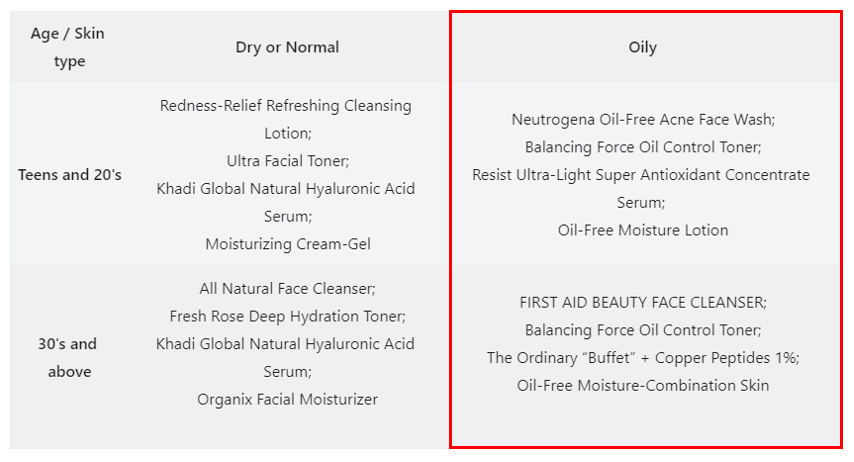 Age / Skin
type
Dry or Normal
Oily
Teens and 20's
Redness-Relief Refreshing Cleansing
Lotion;
Ultra Facial Toner;
Khadi Global Natural Hyaluronic Acid
Serum;
Moisturizing Cream-Gel
Neutrogena Oil-Free Acne Face Wash;
Balancing Force Oil Control Toner;
Resist Ultra-Light Super Antioxidant Concentrate
Serum;
Oil-Free Moisture Lotion
30's and
above
All Natural Face Cleanser;
Fresh Rose Deep Hydration Toner;
Khadi Global Natural Hyaluronic Acid
Serum;
Organix Facial Moisturizer
FIRST AID BEAUTY FACE CLEANSER;
Balancing Force Oil Control Toner;
The Ordinary “Buffet” + Copper Peptides 1%;
Oil-Free Moisture-Combination Skin